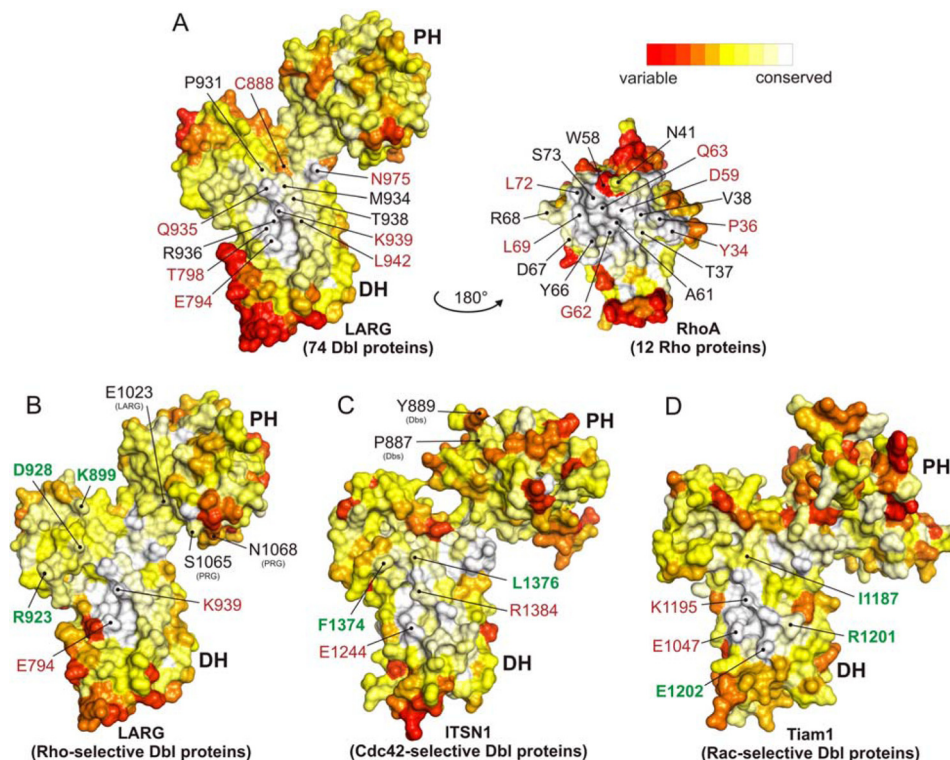 A
PH
P931
C888
N975
M934
Q935
T938
R936
K939
T798
L942
E794
DH
LARG
(74 Dbl proteins)
180°
variable
conserved
W58
N41
S73
Q63
L72
D59
V38
R68
P36
L69
Y34
D67
T37
Y66
A61
G62
RhoA
(12 Rho proteins)
B
E1023
(LARG)
PH
D928
K899
N1068
(PRG)
S1065
(PRG)
R923
K939
E794
DH
LARG
(Rho-selective Dbl proteins)
C
Y889
(Dbs)
P887
(Dbs)
PH
L1376
F1374
R1384
E1244
DH
ITSN1
(Cdc42-selective Dbl proteins)
D
PH
I1187
K1195
R1201
E1047
E1202
DH
Tiam1
(Rac-selective Dbl proteins)